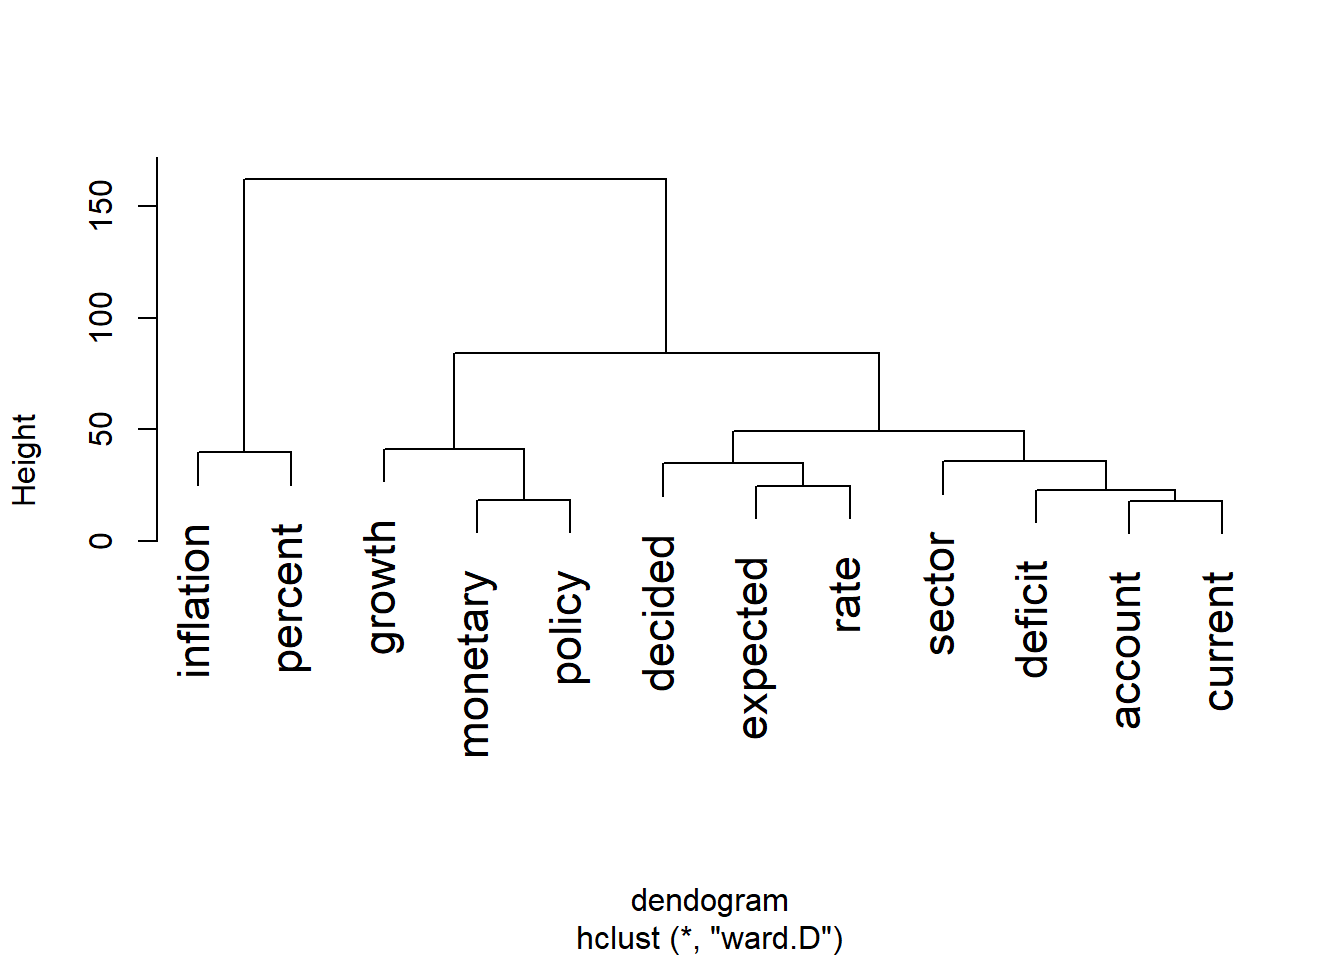 Height
150
100
50
0
inflation
percent
growth
monetary
policy
decided
expected
rate
sector
deficit
account
current
dendogram
hclust (*, "ward.D")